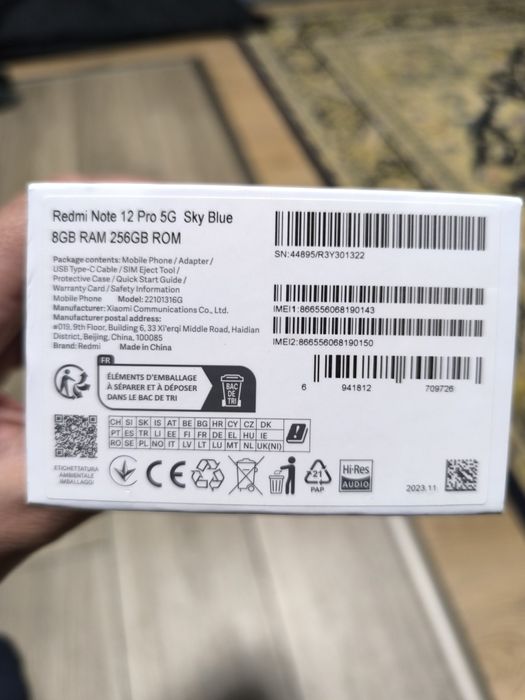 Redmi Note 12 Pro 5G Sky Blue
8GB RAM 256GB ROM
Package contents: Mobile Phone / Adapter /
USB Type-C Cable / SIM Eject Tool /
Protective Case / Quick Start Guide /
Warranty Card / Safety Information
Mobile Phone Model: 22101316G
Manufacturer: Xiaomi Communications Co., Ltd.
Manufacturer postal address:
#019, 9th Floor, Building 6, 33 Xi'erqi Middle Road, Haidian
District, Beijing, China, 100085
Brand: Redmi Made in China
SN:44895/R3Y301322
IMEI1:866556068190143
IMEI2:866556068190150
6 941812 709726
FR
ÉLÉMENTS D'EMBALLAGE
À SÉPARER ET À DÉPOSER
DANS LE BAC DE TRI
BAC
DE
TRI
CH SI SK IS AT BE BG HR CY CZ DK
PT ES TR LI EE FI FR DE EL HU IE
RO SE PL NO IT LV LT LU MT NL UK(NI)
ETICHETTATURA
AMBIENTALE
IMBALLAGGI
CE
21
PAP
Hi-Res
AUDIO
2023.11